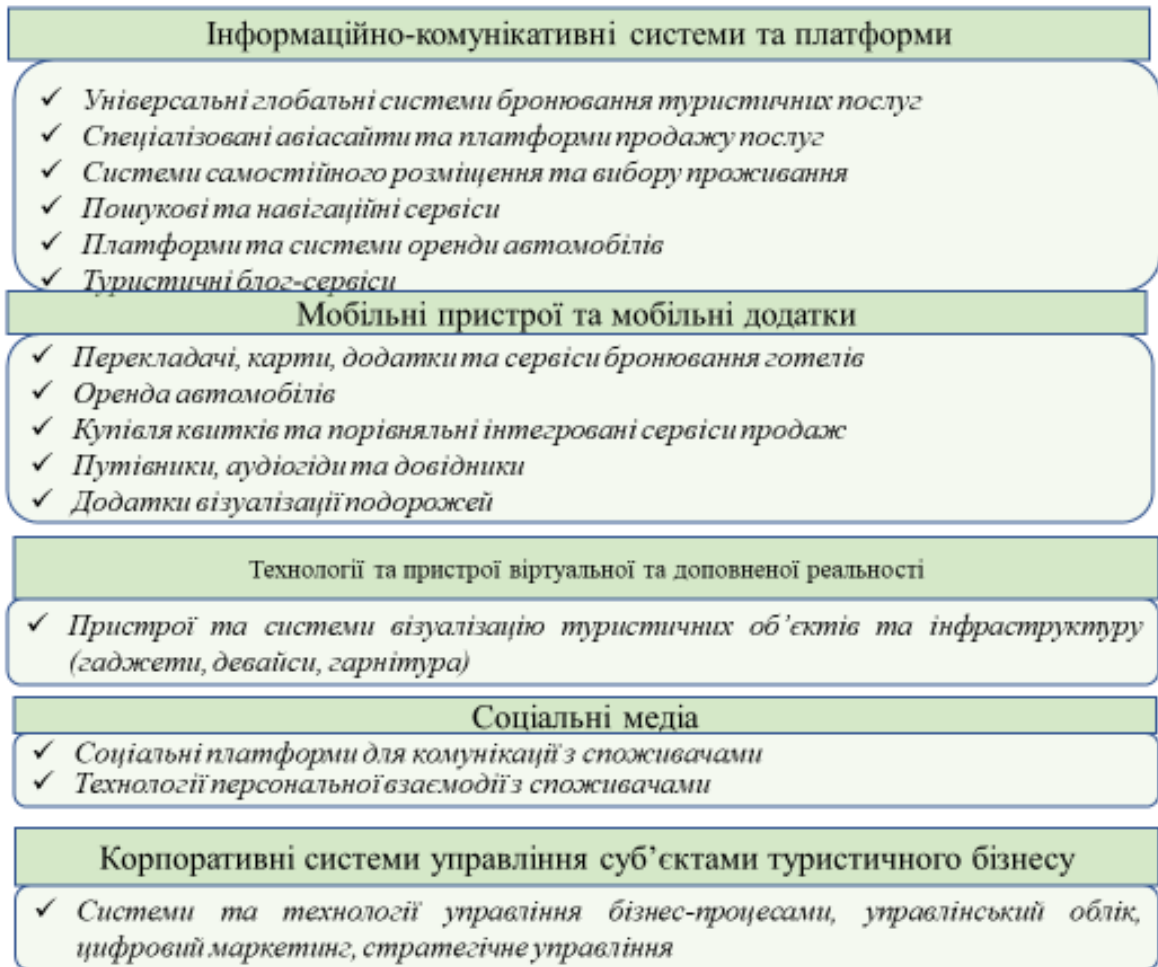 Інформаційно-комунікативні системи та платформи
✓ Універсальні глобальні системи бронювання туристичних послуг
✓ Спеціалізовані авіасайти та платформи продажу послуг
✓ Системи самостійного розміщення та вибору проживання
✓ Пошукові та навігаційні сервіси
✓ Платформи та системи оренди автомобілів
✓ Туристичні блог-сервіси
Мобільні пристрої та мобільні додатки
✓ Перекладачі, карти, додатки та сервіси бронювання готелів
✓ Оренда автомобілів
✓ Купівля квитків та порівняльні інтегровані сервіси продаж
✓ Путівники, аудіогіди та довідники
✓ Додатки візуалізації подорожей
Технології та пристрої віртуальної та доповненої реальності
✓ Пристрої та системи візуалізацію туристичних об’єктів та інфраструктуру
(гаджети, девайси, гарнітура)
Соціальні медіа
✓ Соціальні платформи для комунікації з споживачами
✓ Технології персональної взаємодії з споживачами
Корпоративні системи управління суб’єктами туристичного бізнесу
✓ Системи та технології управління бізнес-процесами, управлінський облік,
цифровий маркетинг, стратегічне управління